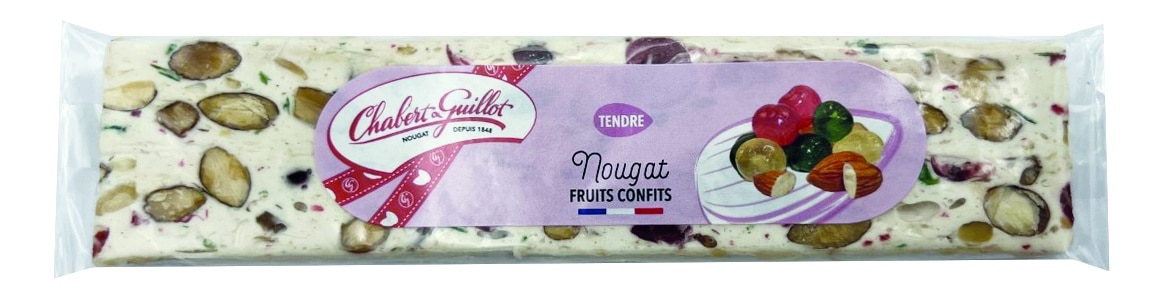 Chabert & Guillot
NOUGAT DEPUIS 1848
TENDRE
Nougat
FRUITS CONFITS